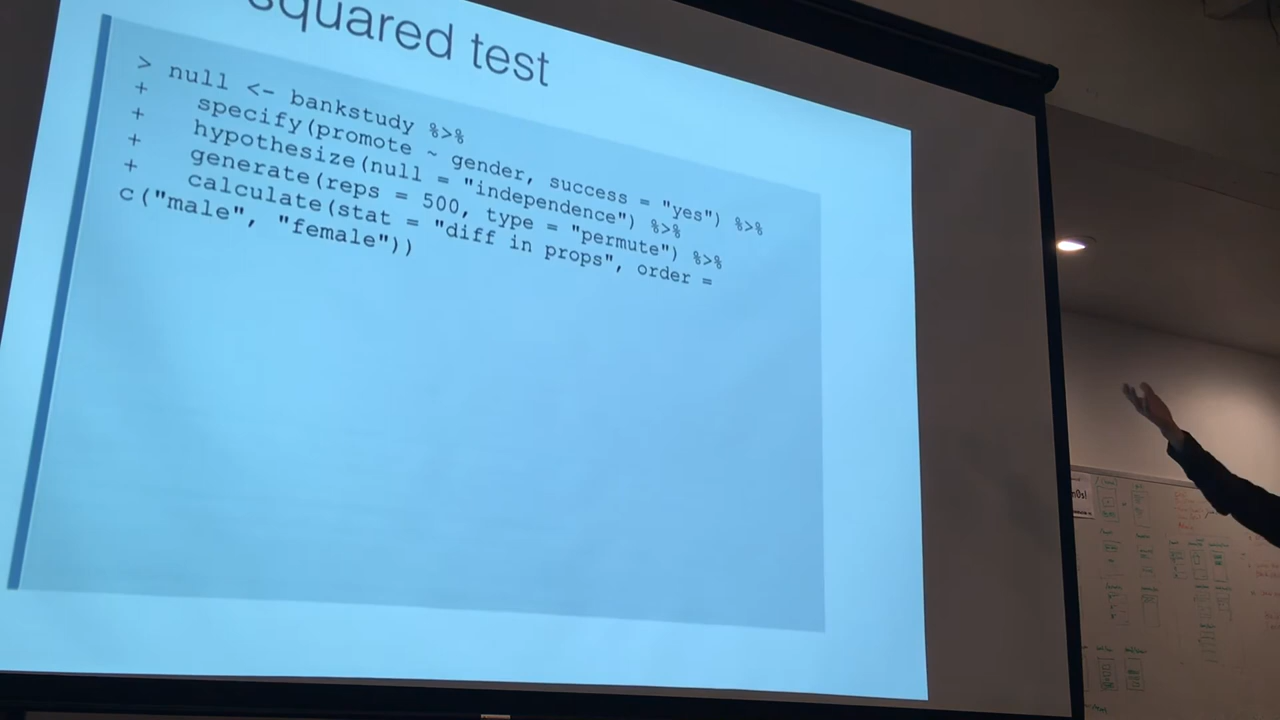 squared test
> null <- bankstudy %>%
+ specify(promote ~ gender, success = "yes") %>%
+ hypothesize(null = "independence") %>%
+ generate(reps = 500, type = "permute") %>%
+ calculate(stat = "diff in props", order =
c("male", "female"))